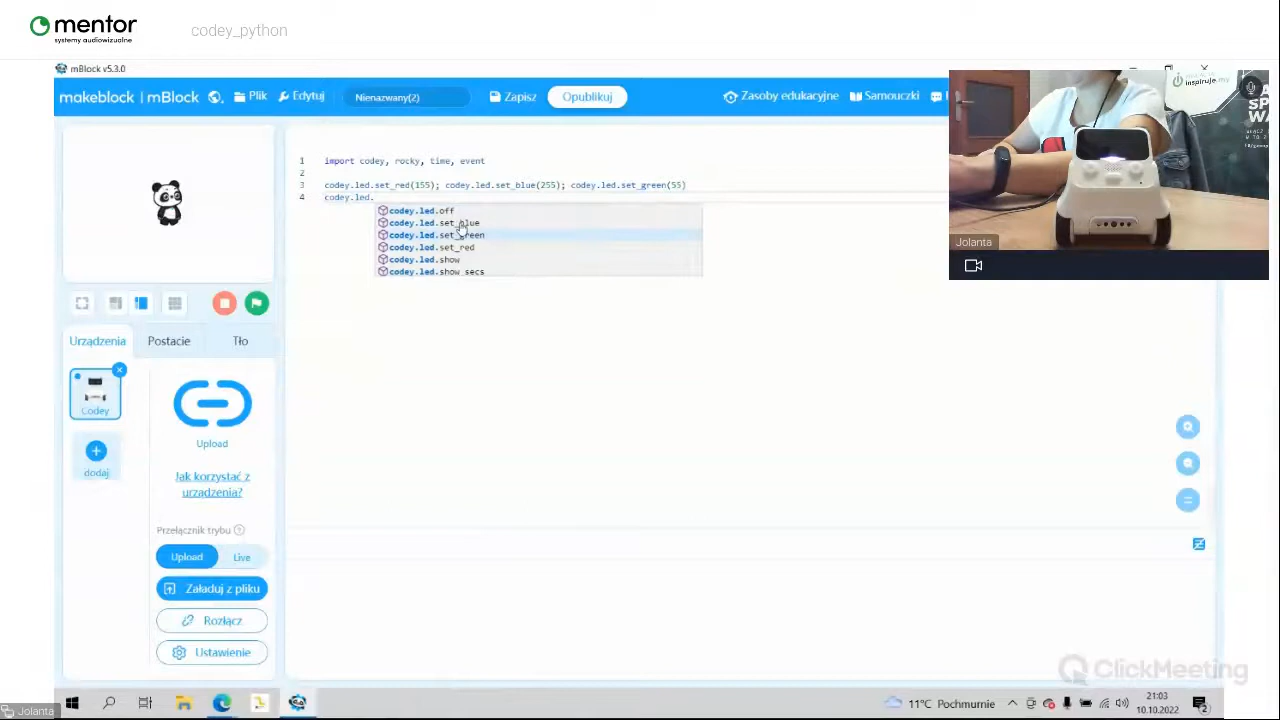 mentor
systemy audiowizualne
codey_python
mBlock v5.3.0
makeblock | mBlock
Plik
Edytuj
Nienazwany(2)
Zapisz
Opublikuj
Zasoby edukacyjne
Samouczki
inspiruje.my
1 import codey, rocky, time, event
2
3 codey.led.set_red(155); codey.led.set_blue(255); codey.led.set_green(55)
4 codey.led.
codey.led.off
codey.led.set_blue
codey.led.set_green
codey.led.set_red
codey.led.show
codey.led.show_secs
Jolanta
Urządzenia
Postacie
Tło
Codey
dodaj
Upload
Jak korzystać z
urządzenia?
Przełącznik trybu
Upload
Live
Załaduj z pliku
Rozłącz
Ustawienie
ClickMeeting
Jolanta
11°C Pochmurnie
21:03
10.10.2022
2